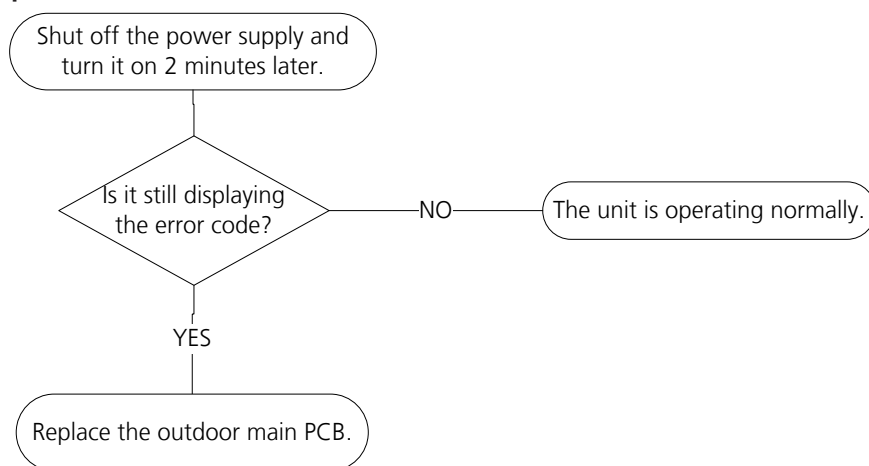 Shut off the power supply and
turn it on 2 minutes later.
Is it still displaying
the error code?
NO
The unit is operating normally.
YES
Replace the outdoor main PCB.